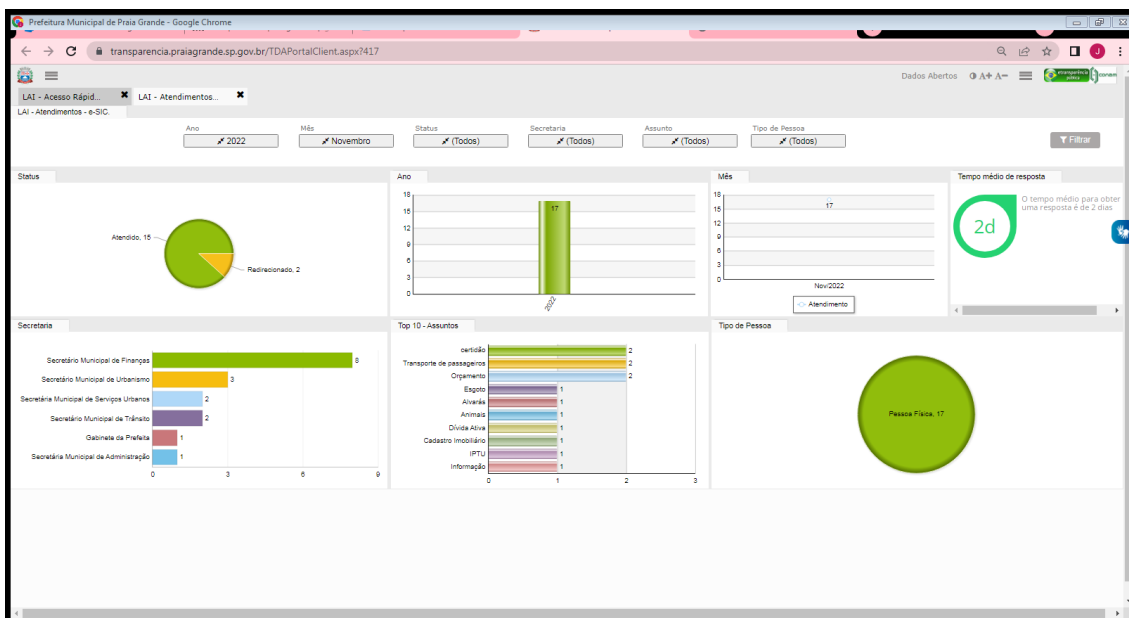 Prefeitura Municipal de Praia Grande - Google Chrome
transparencia.praiagrande.sp.gov.br/TDAPortalClient.aspx?417
J
Dados Abertos A+ A-
etransparência conam
LAI - Acesso Rápid... LAI - Atendimentos...
LAI - Atendimentos - e-SIC.
Ano Mês Status Secretaria Assunto Tipo de Pessoa
2022 Novembro (Todos) (Todos) (Todos) (Todos) Filtrar
Status
Atendido, 15
Redirecionado, 2
Ano
18
15
12
9
6
3
0
17
2022
Mês
18
15
12
9
6
3
0
17
Nov/2022
Atendimento
Tempo médio de resposta
2d
O tempo médio para obter
uma resposta é de 2 dias
Secretaria
Secretário Municipal de Finanças 8
Secretário Municipal de Urbanismo 3
Secretária Municipal de Serviços Urbanos 2
Secretário Municipal de Trânsito 2
Gabinete da Prefeita 1
Secretária Municipal de Administração 1
0 3 6 9
Top 10 - Assuntos
certidão 2
Transporte de passageiros 2
Orçamento 2
Esgoto 1
Alvarás 1
Animais 1
Dívida Ativa 1
Cadastro Imobiliário 1
IPTU 1
Informação 1
0 1 2 3
Tipo de Pessoa
Pessoa Física, 17